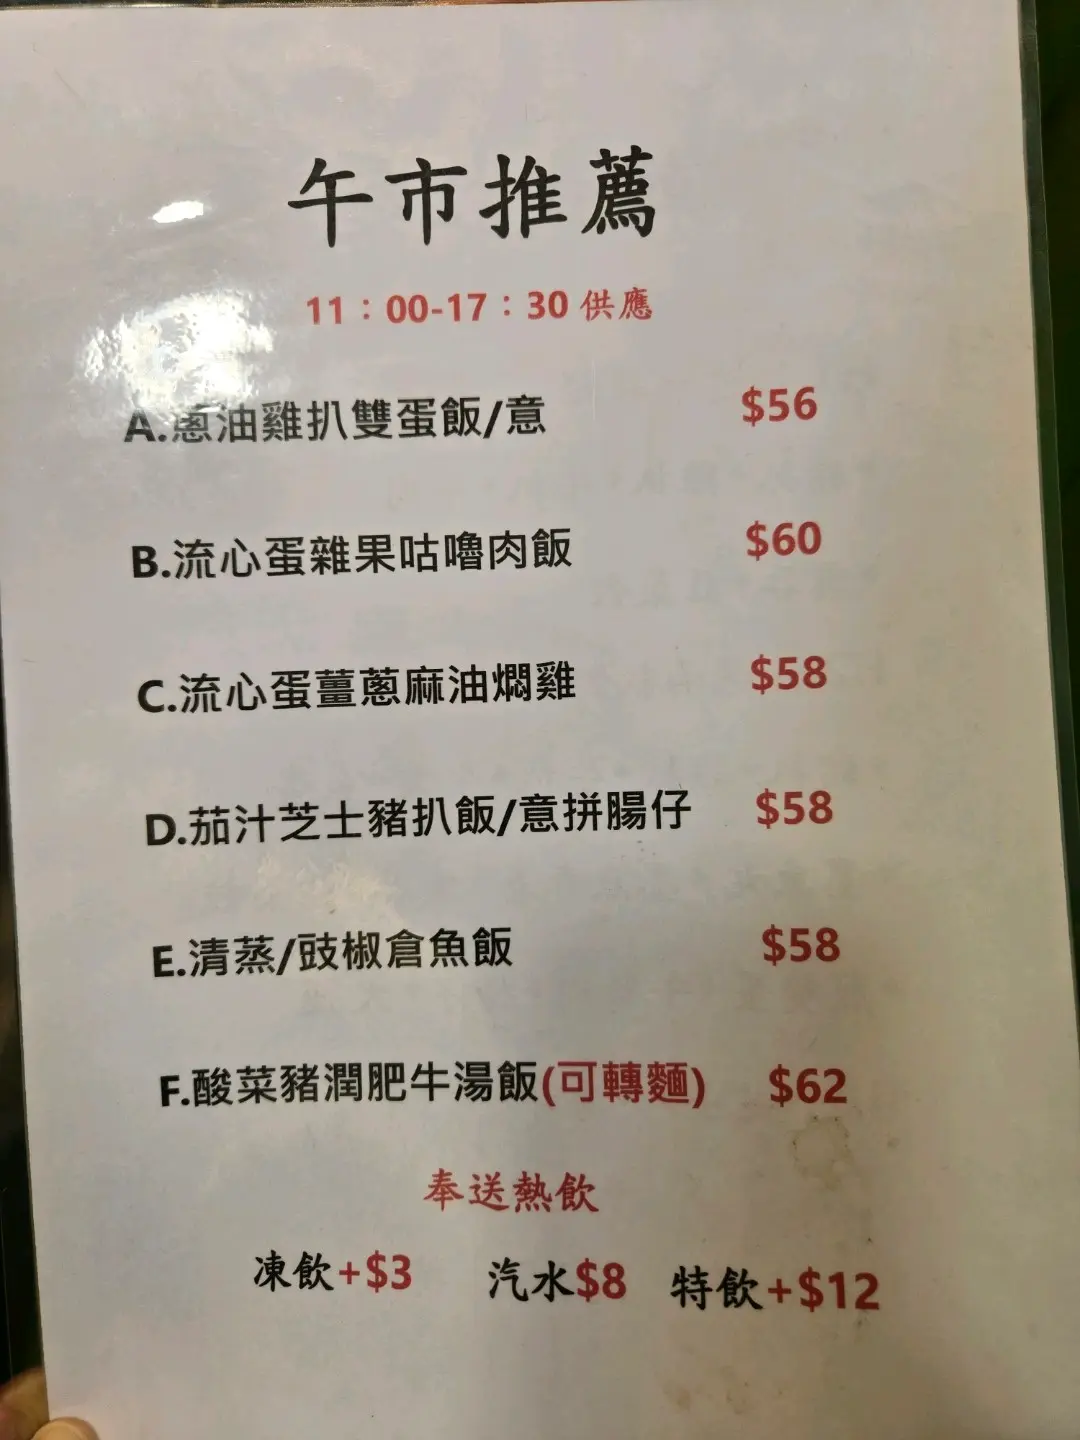 午市推薦
11：00-17：30 供應
A.蔥油雞扒雙蛋飯/意 $56
B.流心蛋雜果咕嚕肉飯 $60
C.流心蛋薑蔥麻油燜雞 $58
D.茄汁芝士豬扒飯/意拼腸仔 $58
E.清蒸/豉椒倉魚飯 $58
F.酸菜豬潤肥牛湯飯(可轉麵) $62
奉送熱飲
凍飲+$3 汽水$8 特飲+$12